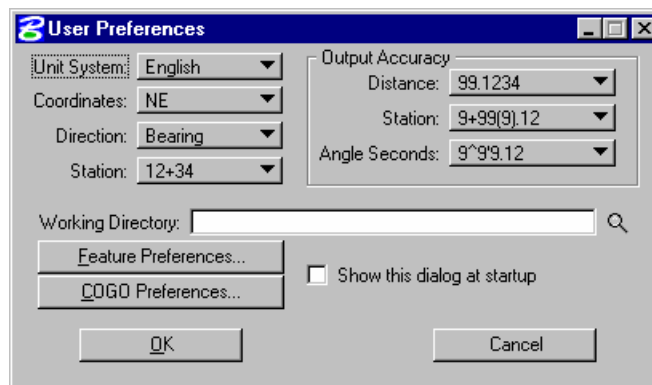 User Preferences
Unit System: English
Coordinates: NE
Direction: Bearing
Station: 12+34
Output Accuracy
Distance: 99.1234
Station: 9+99(9).12
Angle Seconds: 9^9'9.12
Working Directory:
Feature Preferences...
COGO Preferences...
Show this dialog at startup
OK
Cancel